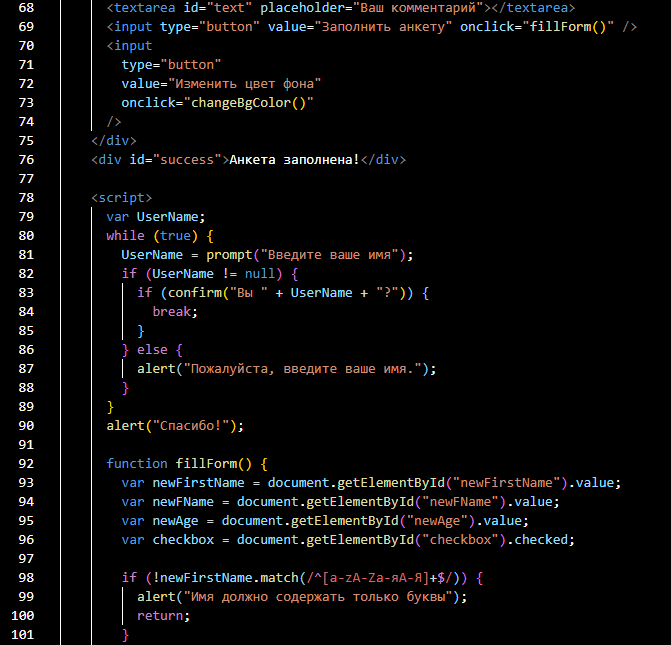 68 <textarea id="text" placeholder="Ваш комментарий"></textarea>
69 <input type="button" value="Заполнить анкету" onclick="fillForm()" />
70 <input
71 type="button"
72 value="Изменить цвет фона"
73 onclick="changeBgColor()"
74 />
75 </div>
76 <div id="success">Анкета заполнена!</div>
77
78 <script>
79 var UserName;
80 while (true) {
81 UserName = prompt("Введите ваше имя");
82 if (UserName != null) {
83 if (confirm("Вы " + UserName + "?")) {
84 break;
85 }
86 } else {
87 alert("Пожалуйста, введите ваше имя.");
88 }
89 }
90 alert("Спасибо!");
91
92 function fillForm() {
93 var newFirstName = document.getElementById("newFirstName").value;
94 var newFName = document.getElementById("newFName").value;
95 var newAge = document.getElementById("newAge").value;
96 var checkbox = document.getElementById("checkbox").checked;
97
98 if (!newFirstName.match(/^[a-zA-Zа-яА-Я]+$/)) {
99 alert("Имя должно содержать только буквы");
100 return;
101 }